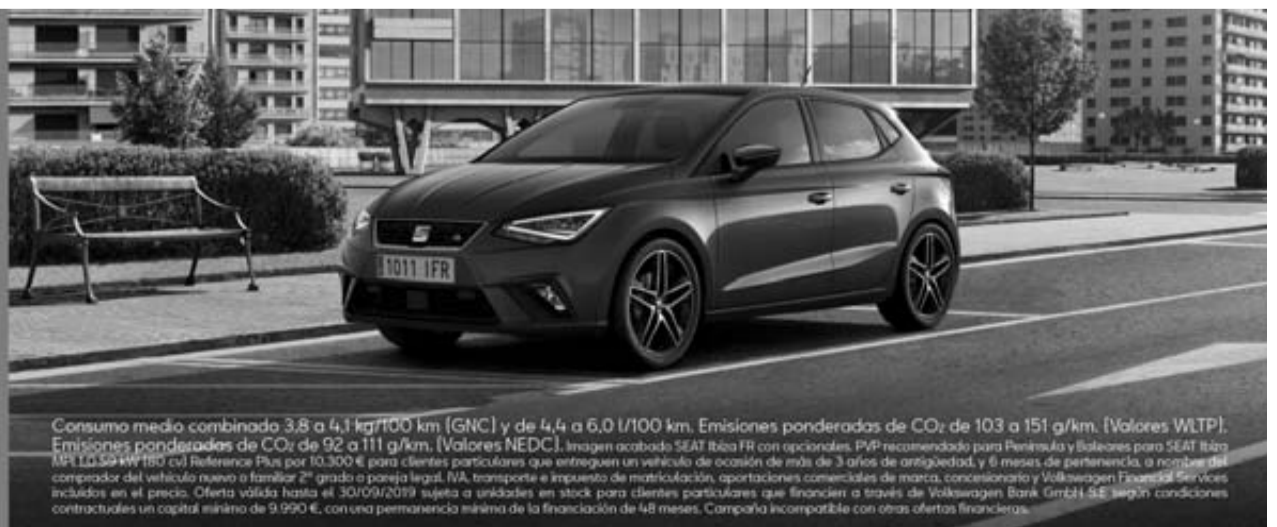 1011 IFR
Consumo medio combinado 3,8 a 4,1 kg/100 km (GNC) y de 4,4 a 6,0 l/100 km. Emisiones ponderadas de CO₂ de 103 a 151 g/km. (Valores WLTP).
Emisiones ponderadas de CO₂ de 92 a 111 g/km. (Valores NEDC). Imagen acabado SEAT Ibiza FR con opcionales. PVP recomendado para Península y Baleares para SEAT Ibiza
MPI 1.0 59 kW (80 cv) Reference Plus por 10.300 € para clientes particulares que entreguen un vehículo de ocasión de más de 3 años de antigüedad, y 6 meses de pertenencia, a nombre del
comprador del vehículo nuevo o familiar 2º grado o pareja legal. IVA, transporte e impuesto de matriculación, aportaciones comerciales de marca, concesionario y Volkswagen Financial Services
incluidos en el precio. Oferta válida hasta el 30/09/2019 sujeta a unidades en stock para clientes particulares que financien a través de Volkswagen Bank GmbH S.E según condiciones
contractuales un capital mínimo de 9.990 €, con una permanencia mínima de la financiación de 48 meses. Campaña incompatible con otras ofertas financieras.